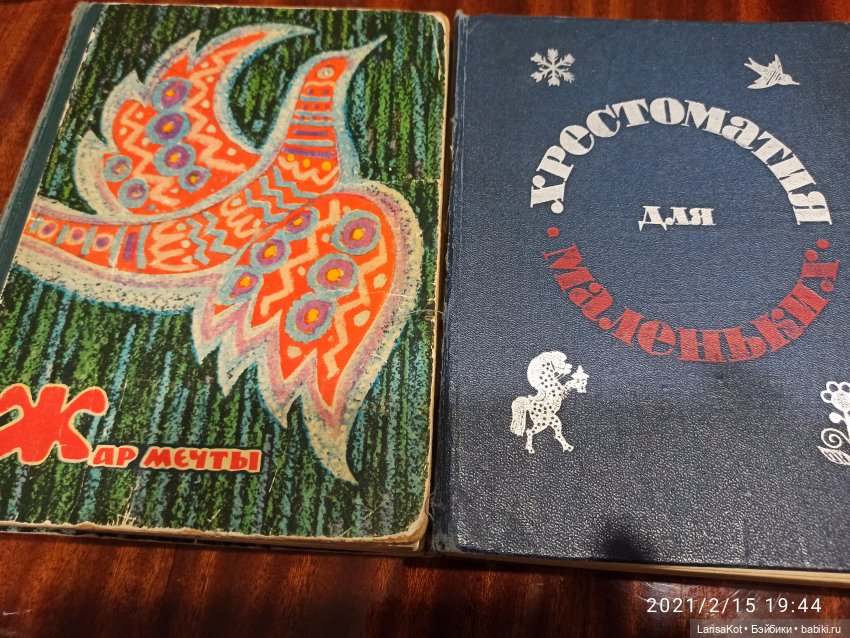 Жар мечты
ХРЕСТОМАТИЯ
для
маленьких
2021/2/15 19:44
LarisaKot • Бэйбики • babiki.ru